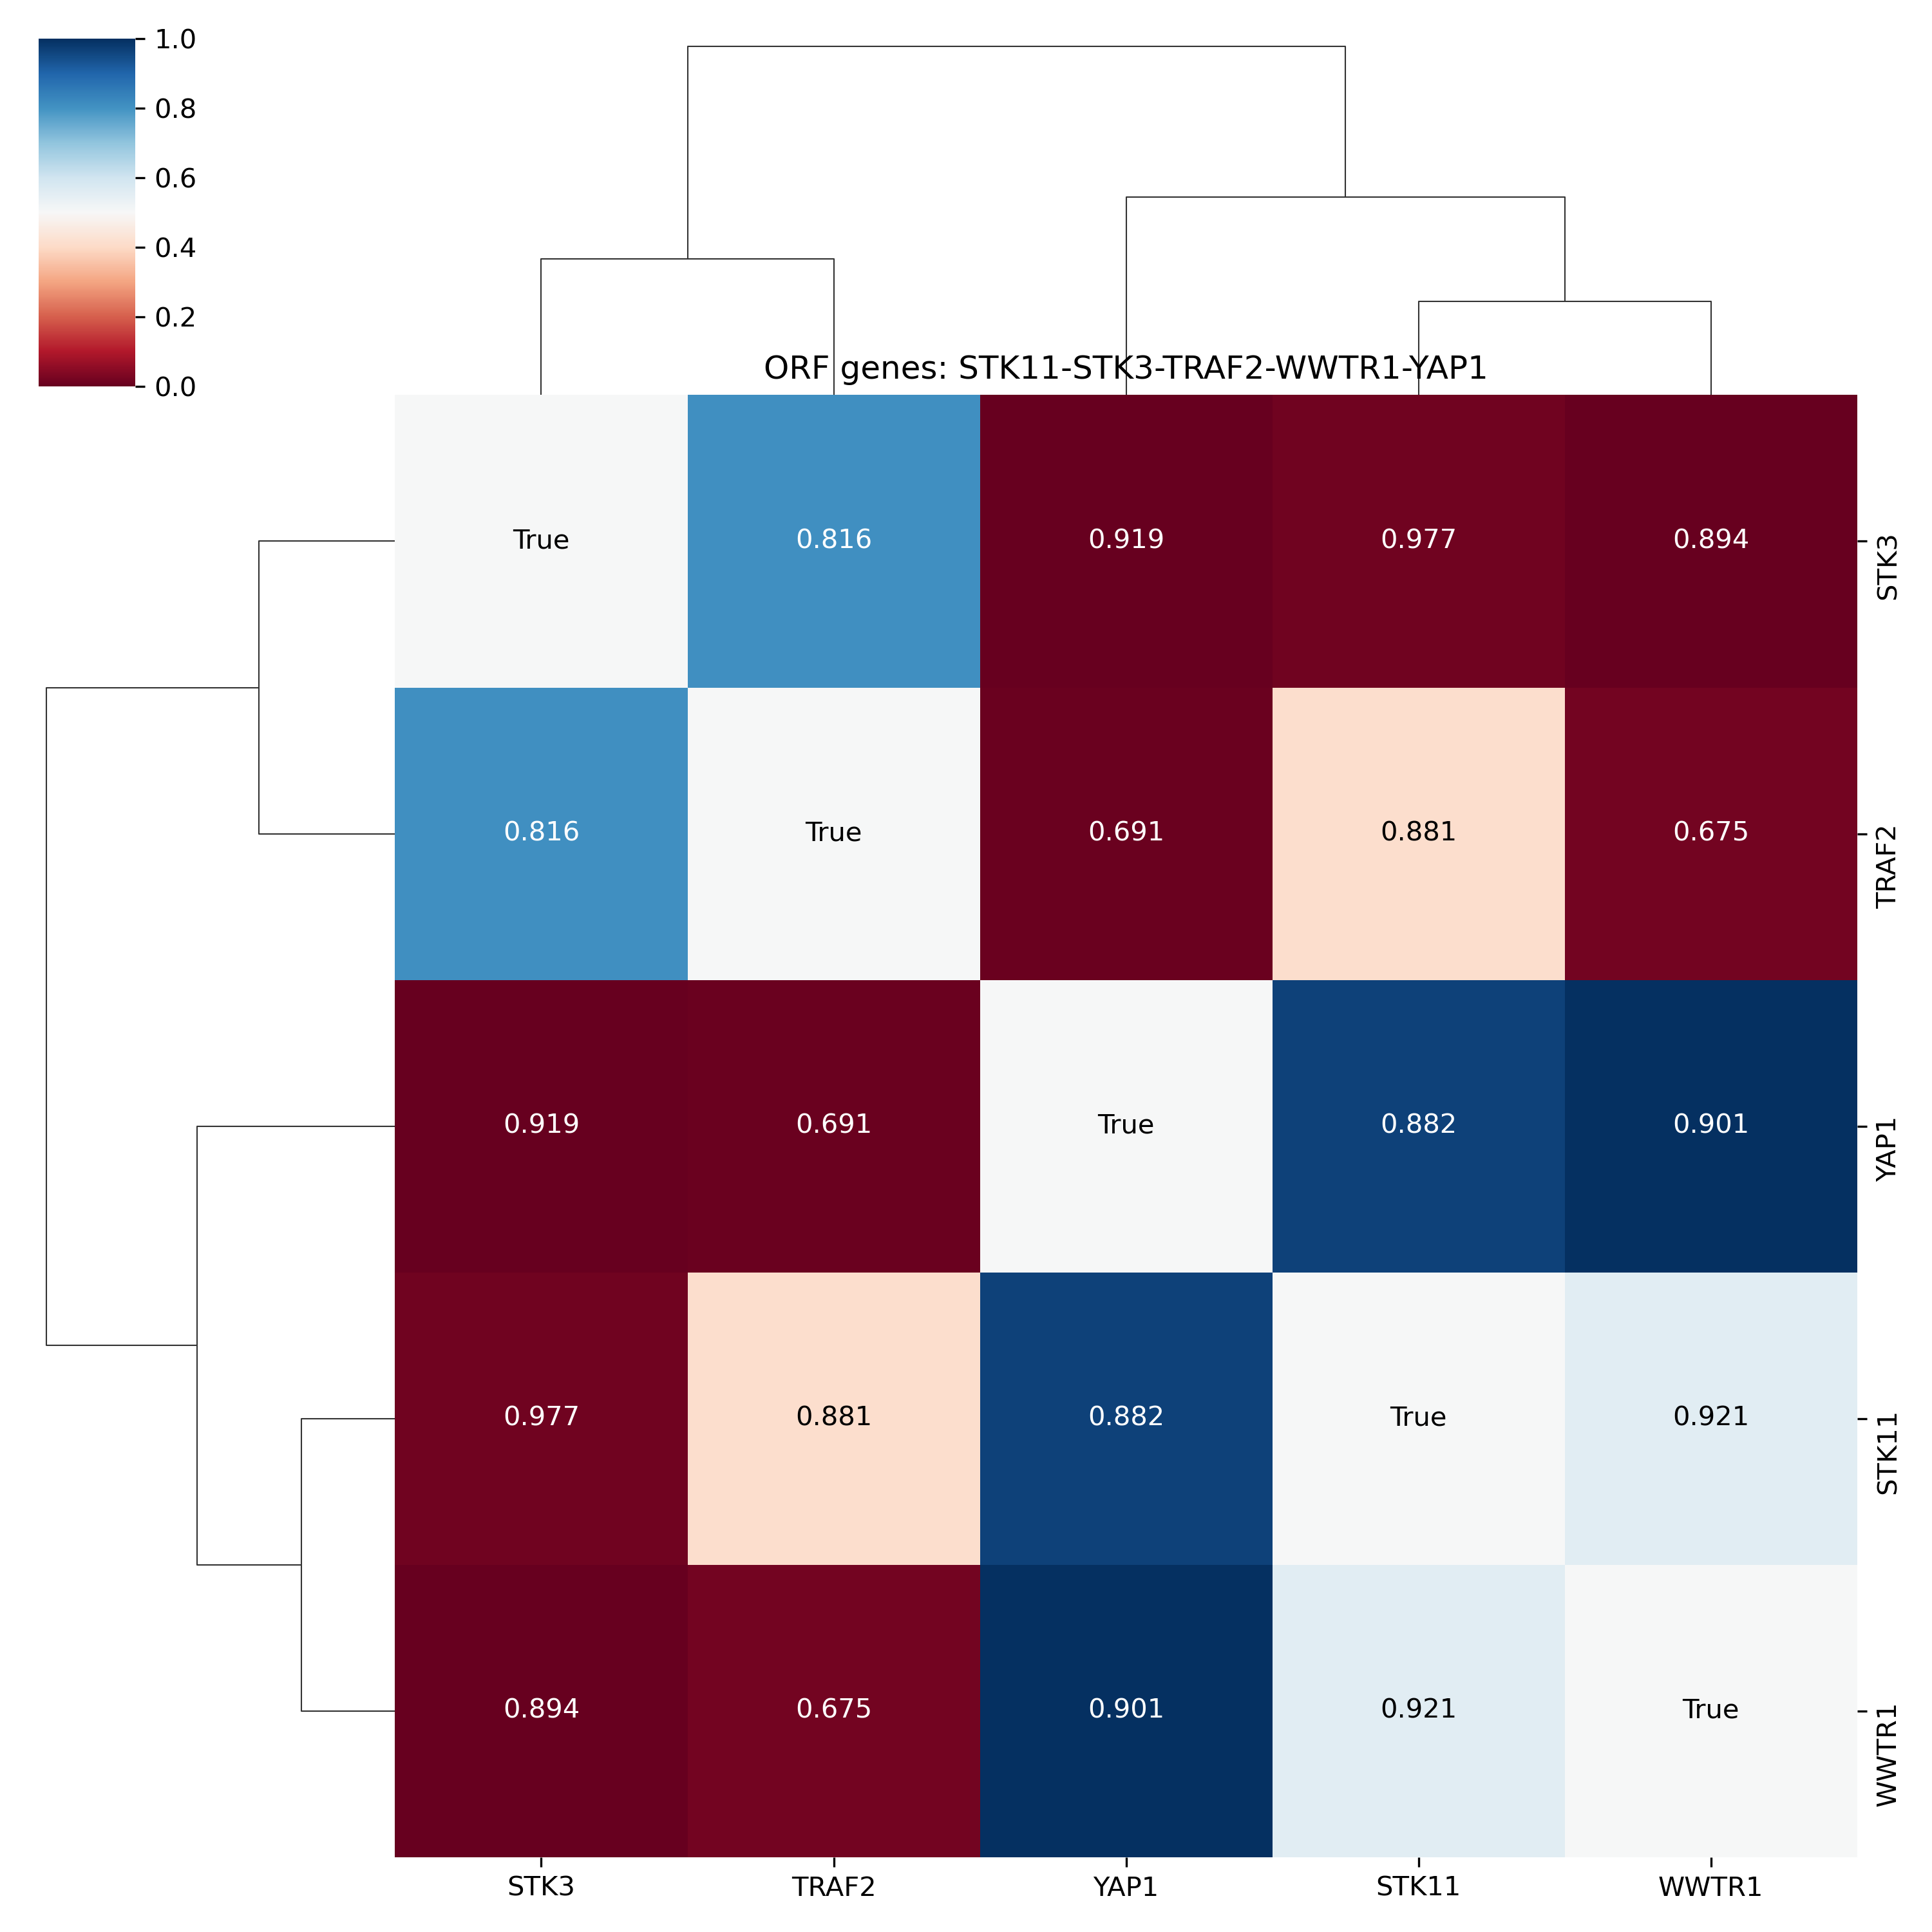 1.0
0.8
0.6
0.4
0.2
0.0
ORF genes: STK11-STK3-TRAF2-WWTR1-YAP1
True 0.816 0.919 0.977 0.894 STK3
0.816 True 0.691 0.881 0.675 TRAF2
0.919 0.691 True 0.882 0.901 YAP1
0.977 0.881 0.882 True 0.921 STK11
0.894 0.675 0.901 0.921 True WWTR1
STK3 TRAF2 YAP1 STK11 WWTR1